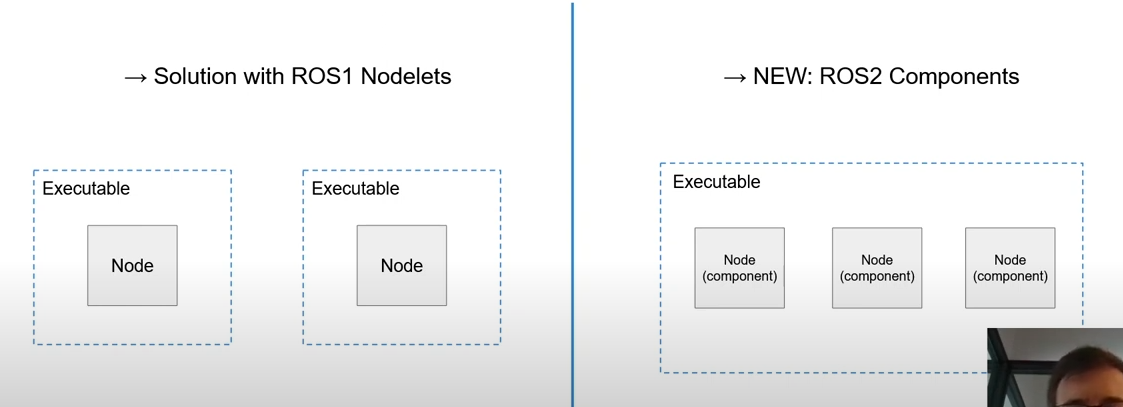 → Solution with ROS1 Nodelets
Executable
Node
Executable
Node
→ NEW: ROS2 Components
Executable
Node
(component)
Node
(component)
Node
(component)